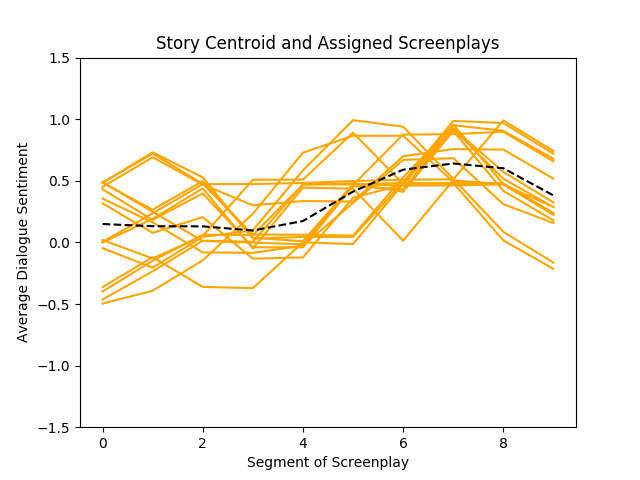 Story Centroid and Assigned Screenplays
1.5
1.0
0.5
0.0
−0.5
−1.0
−1.5
Average Dialogue Sentiment
0 2 4 6 8
Segment of Screenplay